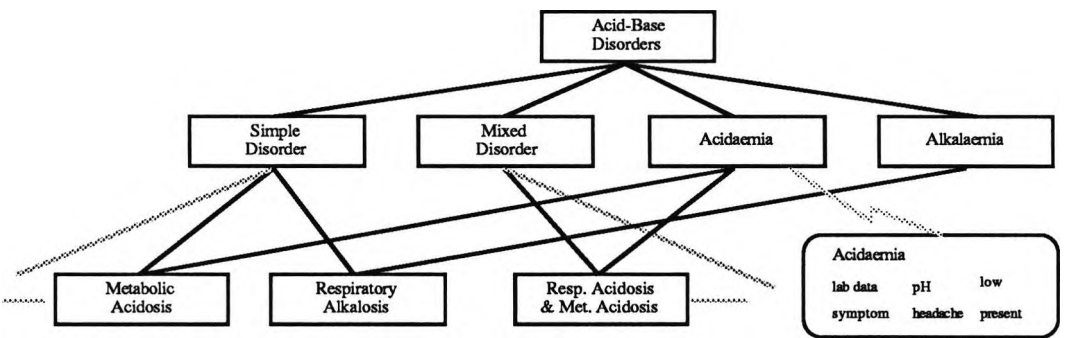 Acid-Base
Disorders
Simple
Disorder
Mixed
Disorder
Acidaemia
Alkalaemia
Metabolic
Acidosis
Respiratory
Alkalosis
Resp. Acidosis
& Met. Acidosis
Acidaemia
lab data pH low
symptom headache present